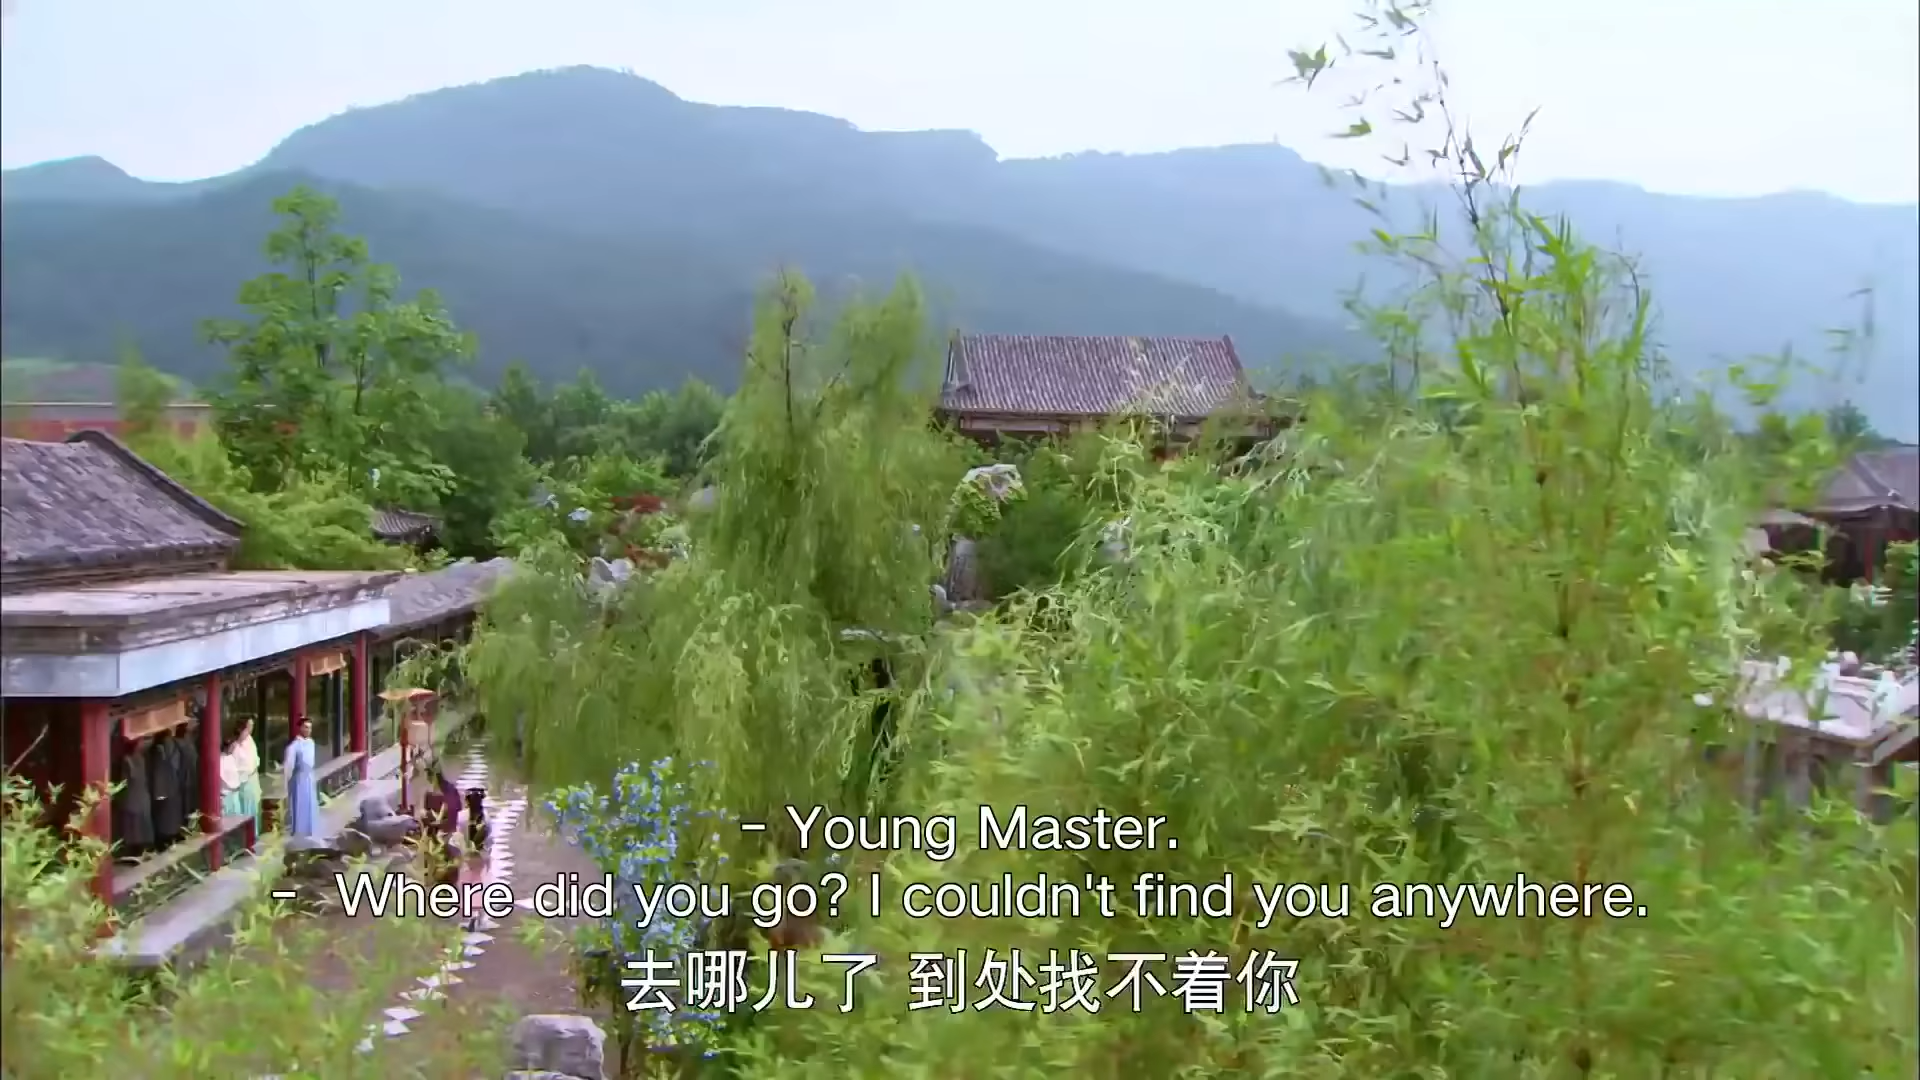 - Young Master.
- Where did you go? I couldn't find you anywhere.
去哪儿了 到处找不着你